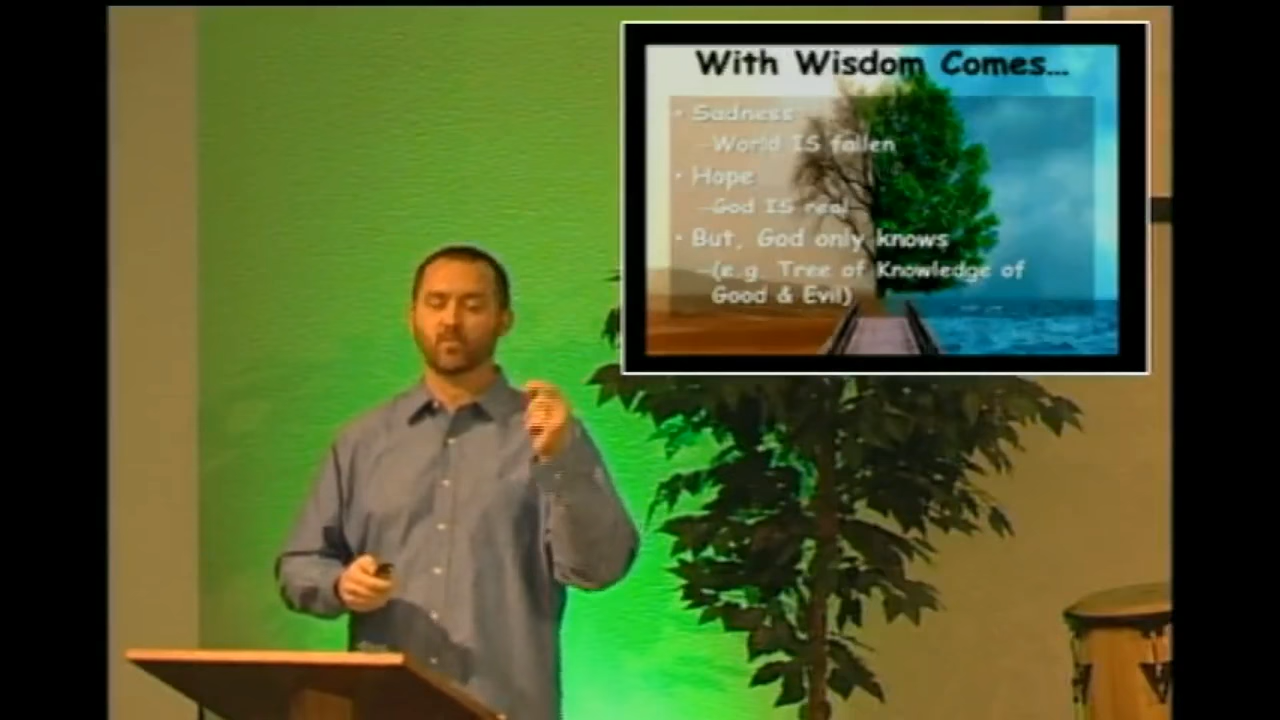 With Wisdom Comes...
• Sadness
–World IS fallen
• Hope
–God IS real
• But, God only knows
–(e.g. Tree of Knowledge of
Good & Evil)